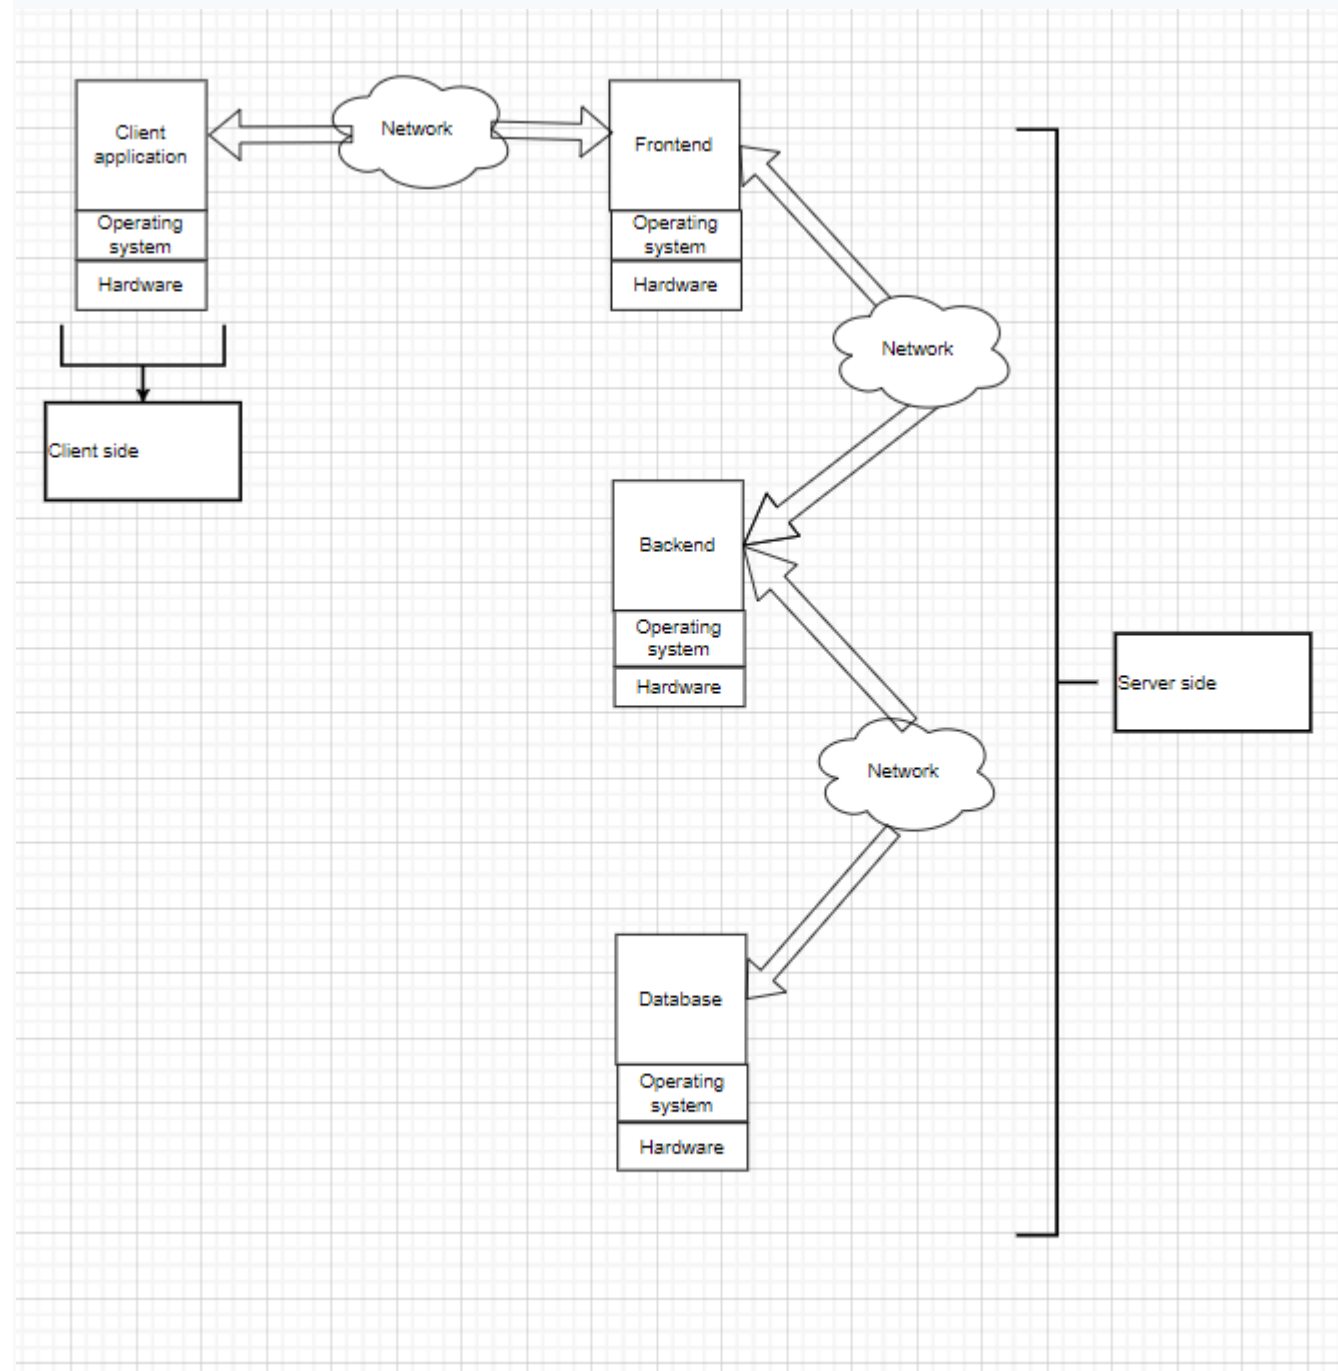 Client
application
Network
Frontend
Operating
system
Operating
system
Hardware
Hardware
Network
Client side
Backend
Operating
system
Hardware
Server side
Network
Database
Operating
system
Hardware